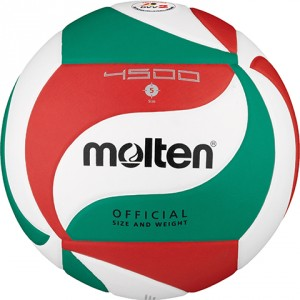 4500
5
molten
OFFICIAL
SIZE AND WEIGHT